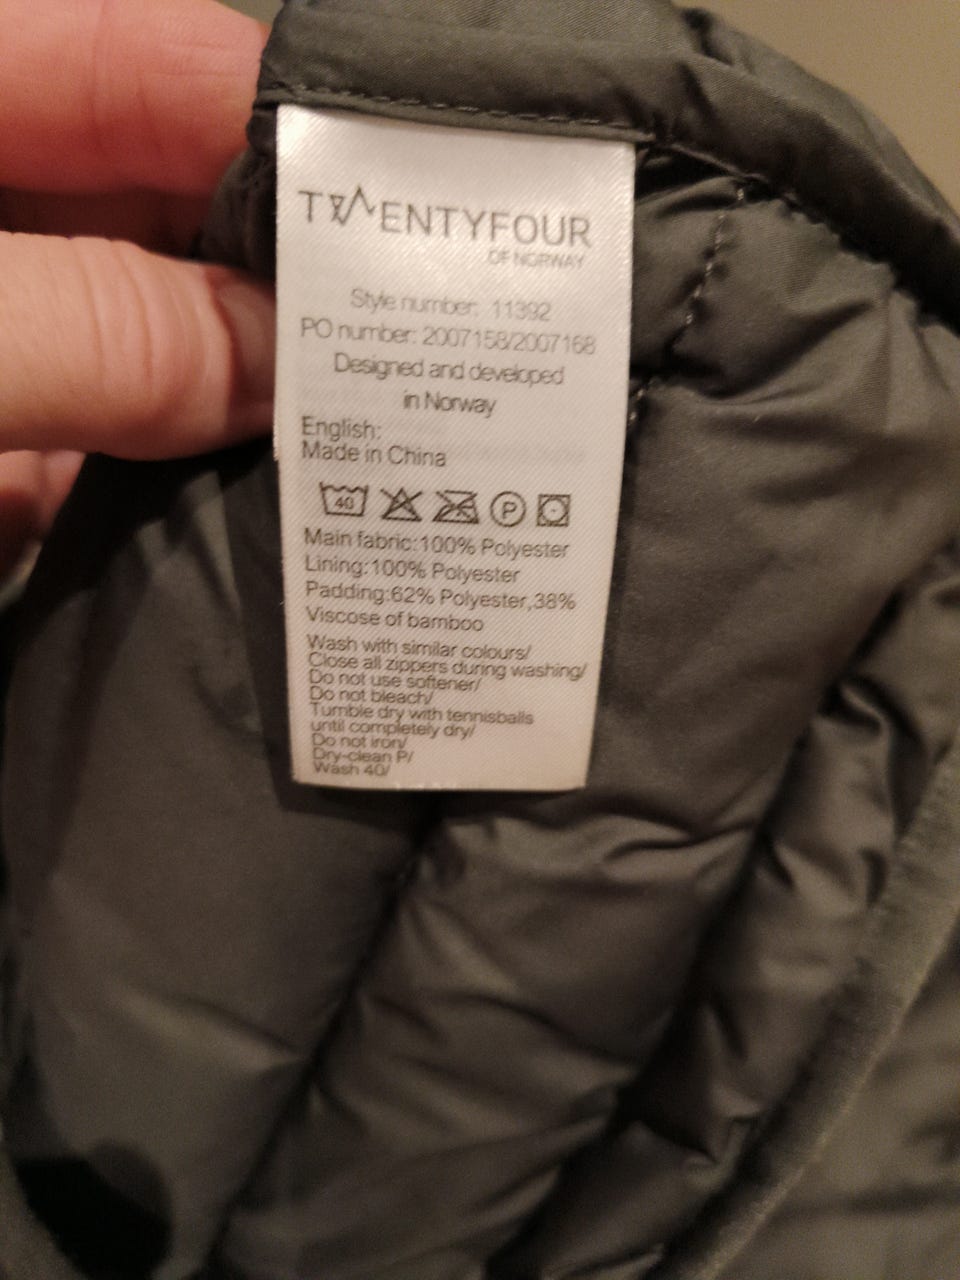 TWENTYFOUR
OF NORWAY
Style number: 11392
PO number: 2007158/2007168
Designed and developed
in Norway
English:
Made in China
40 P
Main fabric:100% Polyester
Lining:100% Polyester
Padding:62% Polyester,38%
Viscose of bamboo
Wash with similar colours/
Close all zippers during washing/
Do not use softener/
Do not bleach/
Tumble dry with tennisballs
until completely dry/
Do not iron/
Dry-clean P/
Wash 40/